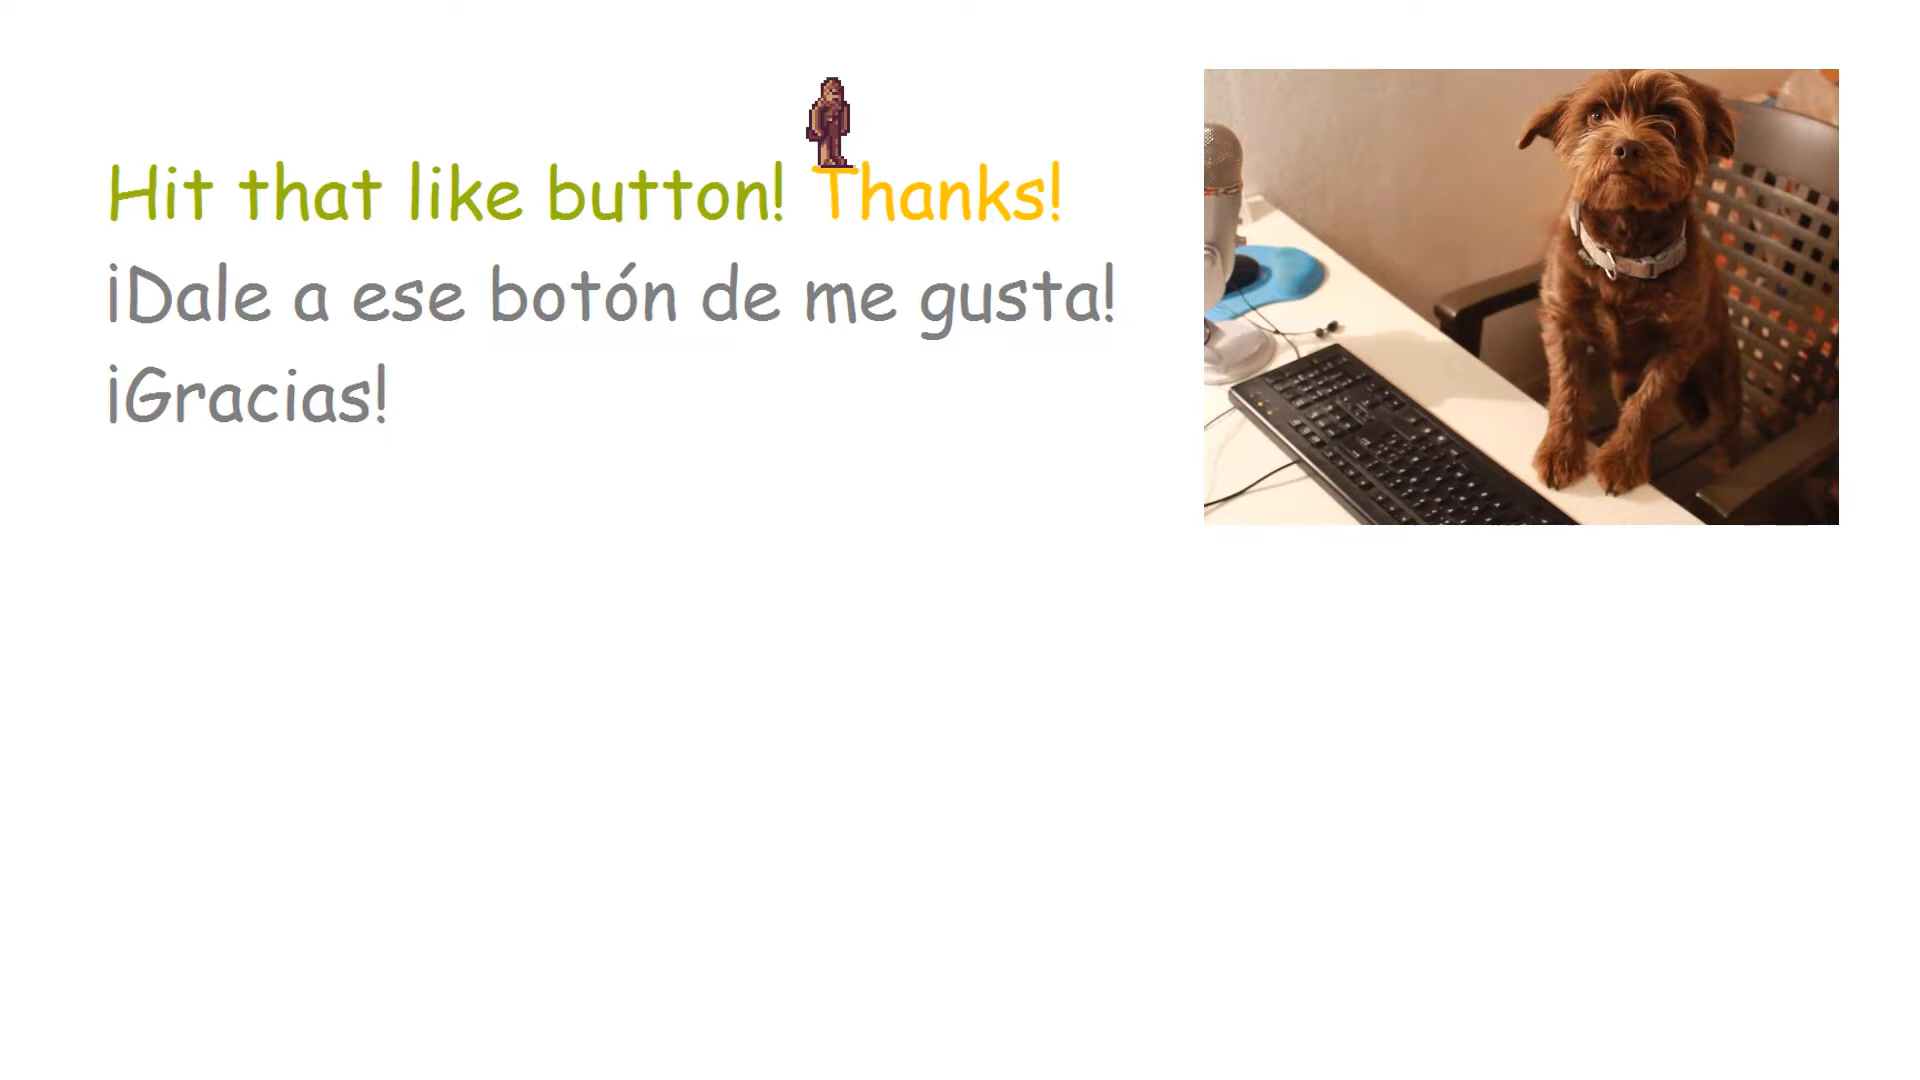 Hit that like button! Thanks!
¡Dale a ese botón de me gusta!
¡Gracias!